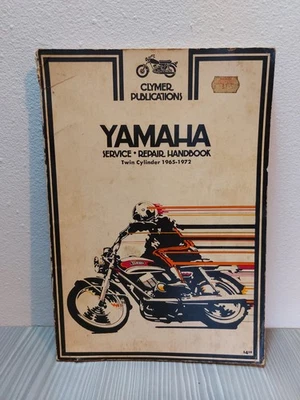 CLYMER
PUBLICATIONS
YAMAHA
SERVICE • REPAIR HANDBOOK
Twin Cylinder 1965-1972